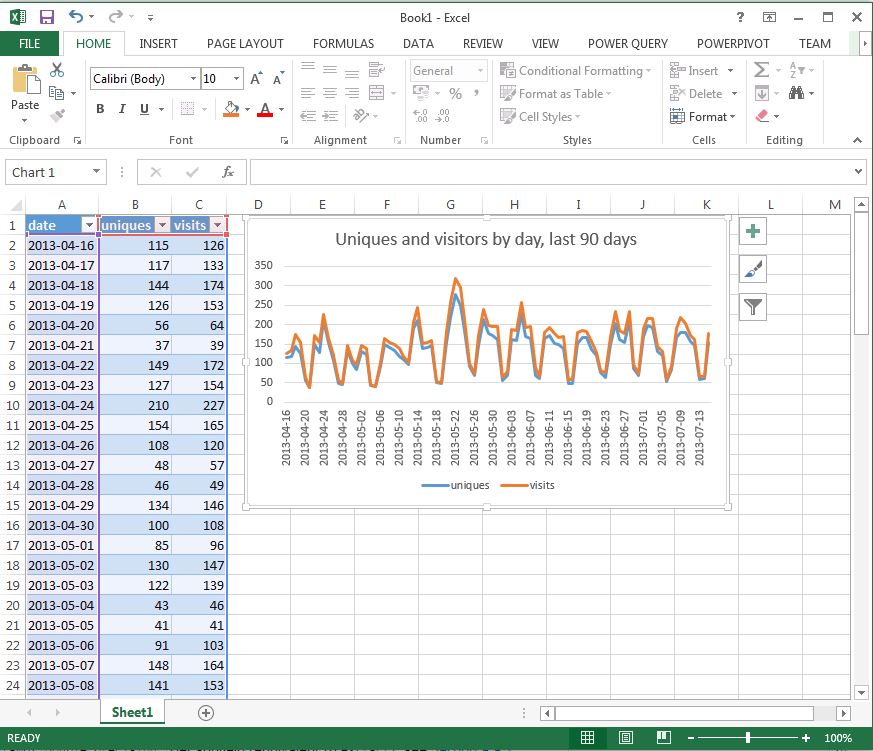 Book1 - Excel
FILE HOME INSERT PAGE LAYOUT FORMULAS DATA REVIEW VIEW POWER QUERY POWERPIVOT TEAM
Paste
Calibri (Body) 10
B I U A
General
% ,
Conditional Formatting
Format as Table
Cell Styles
Insert
Delete
Format
Clipboard Font Alignment Number Styles Cells Editing
Chart 1 fx
A B C D E F G H I J K L M
1 date uniques visits
2 2013-04-16 115 126
3 2013-04-17 117 133
4 2013-04-18 144 174
5 2013-04-19 126 153
6 2013-04-20 56 64
7 2013-04-21 37 39
8 2013-04-22 149 172
9 2013-04-23 127 154
10 2013-04-24 210 227
11 2013-04-25 154 165
12 2013-04-26 108 120
13 2013-04-27 48 57
14 2013-04-28 46 49
15 2013-04-29 134 146
16 2013-04-30 100 108
17 2013-05-01 85 96
18 2013-05-02 130 147
19 2013-05-03 122 139
20 2013-05-04 43 46
21 2013-05-05 41 41
22 2013-05-06 91 103
23 2013-05-07 148 164
24 2013-05-08 141 153
Uniques and visitors by day, last 90 days
350
300
250
200
150
100
50
0
2013-04-16
2013-04-20
2013-04-24
2013-04-28
2013-05-02
2013-05-06
2013-05-10
2013-05-14
2013-05-18
2013-05-22
2013-05-26
2013-05-30
2013-06-03
2013-06-07
2013-06-11
2013-06-15
2013-06-19
2013-06-23
2013-06-27
2013-07-01
2013-07-05
2013-07-09
2013-07-13
uniques visits
Sheet1
READY 100%